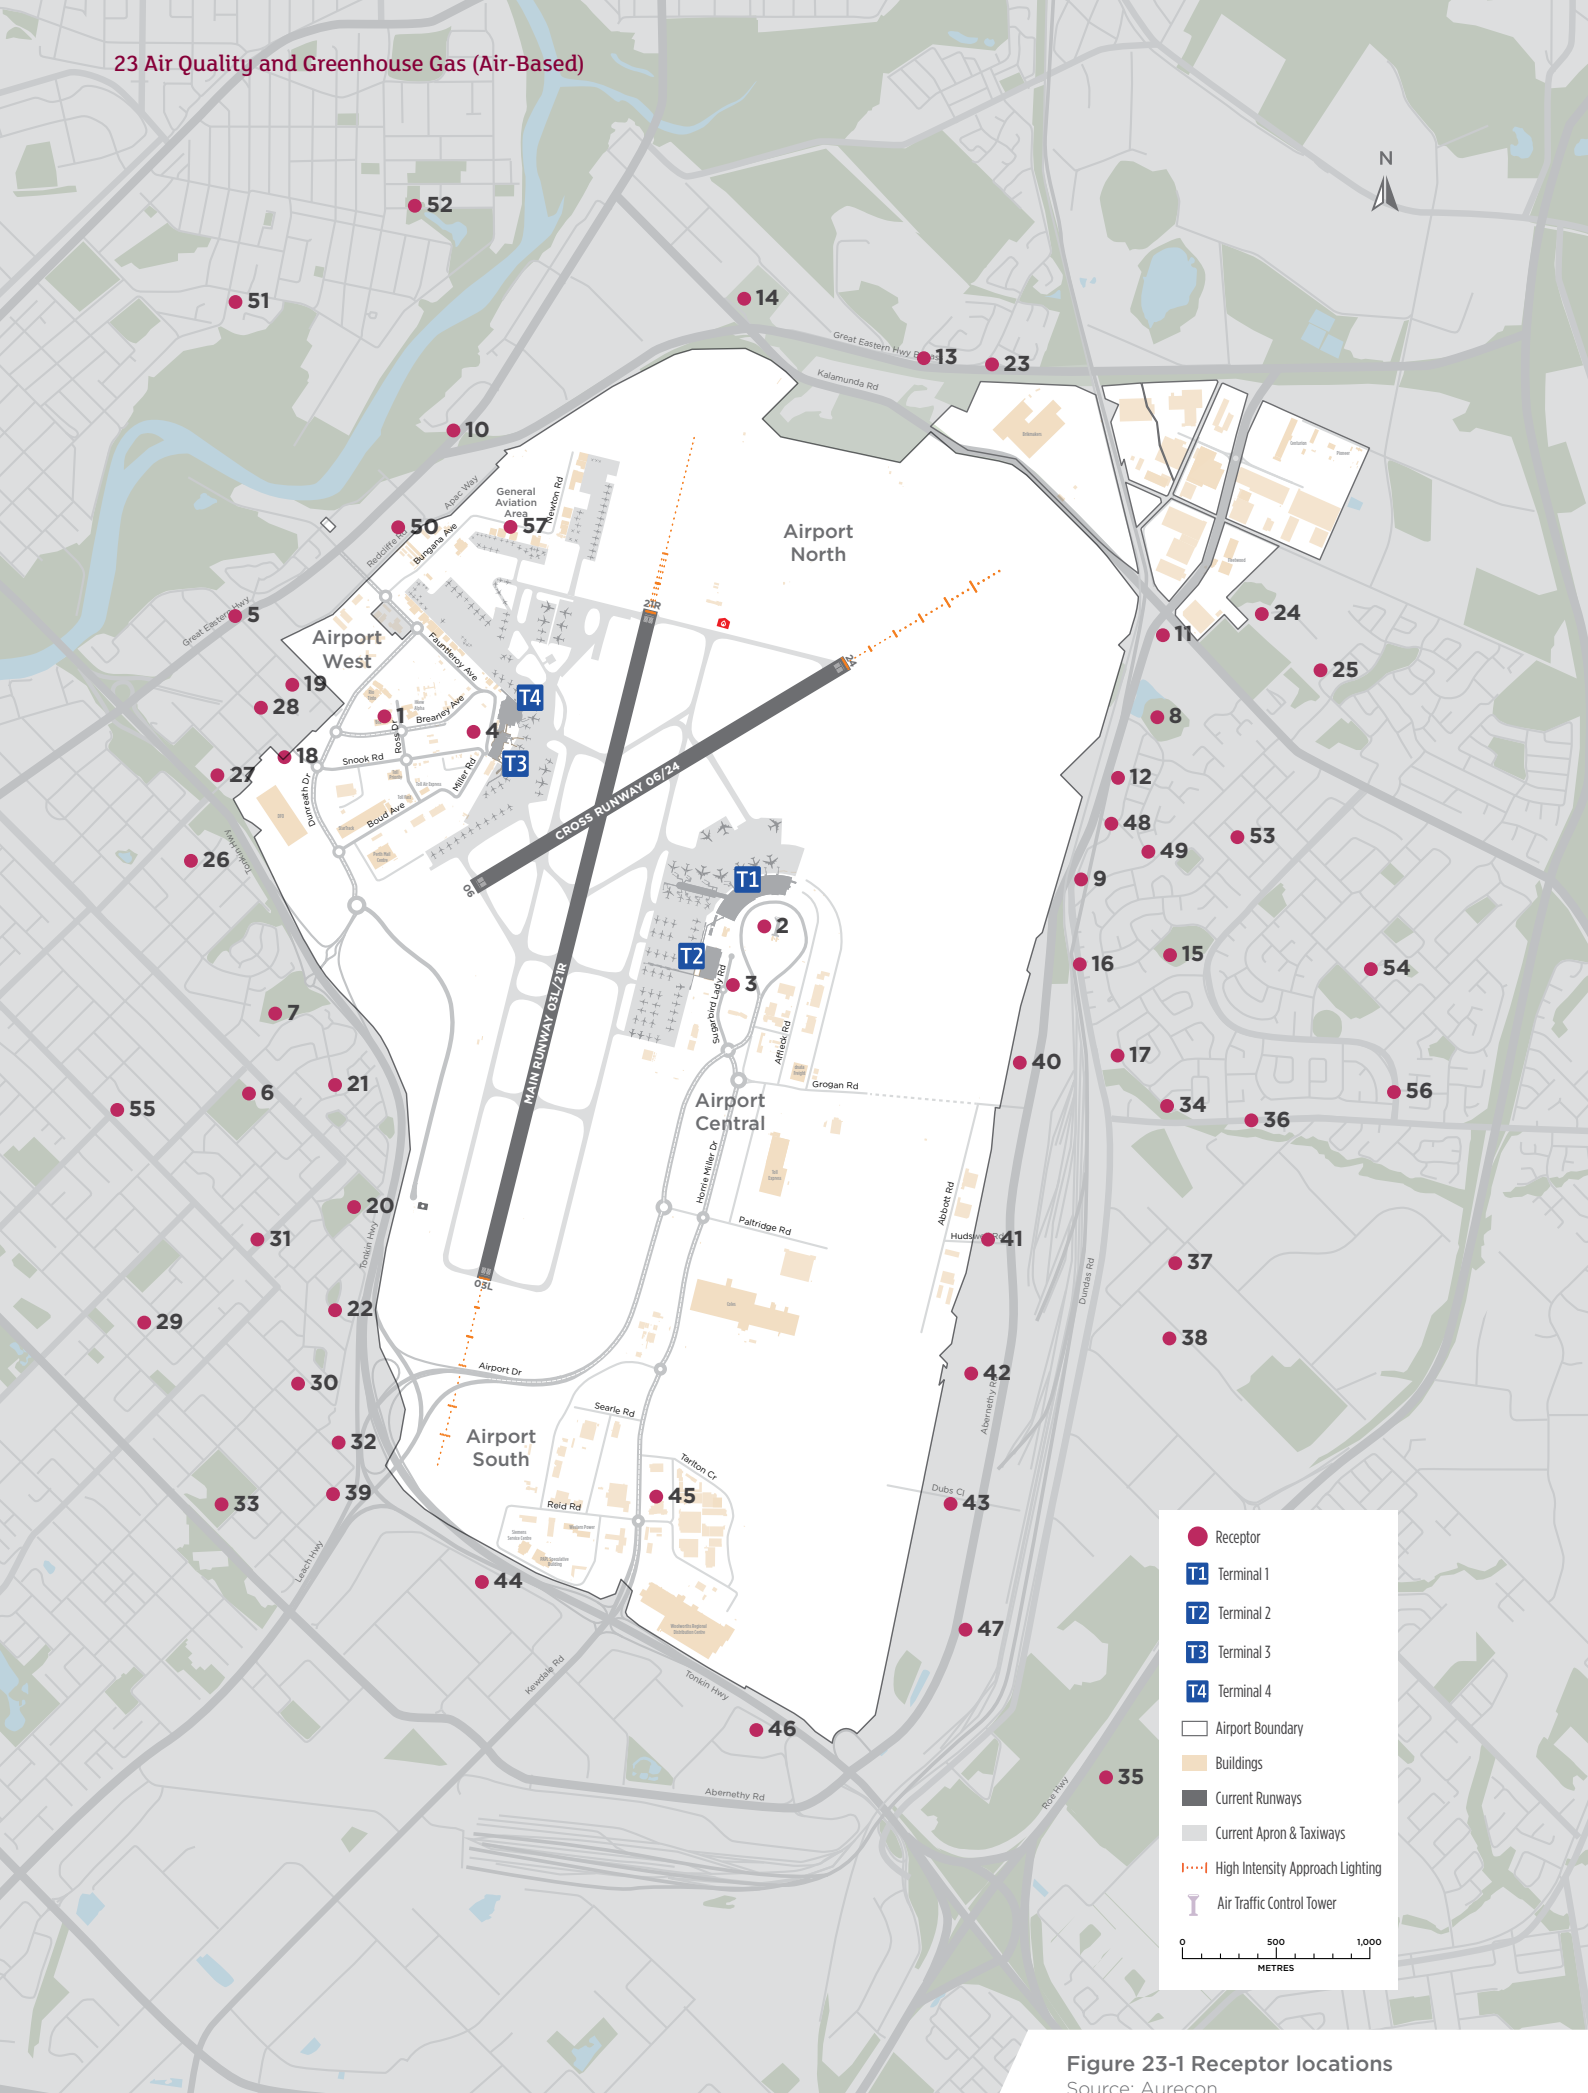 23 Air Quality and Greenhouse Gas (Air-Based)
N
52
51
14
Great Eastern Hwy
13
23
Kalamunda Rd
10
Apac Way
General
Aviation
Area
Newton Rd
50
57
Redcliffe Rd
Bungana Ave
Airport
North
5
Great Eastern Hwy
21R
24
11
24
25
Airport
West
Fauntleroy Ave
19
28
T4
1
Brearley Ave
Ross Dr
4
8
18
Snook Rd
T3
Miller Rd
27
12
Dunreath Dr
Boud Ave
CROSS RUNWAY 06/24
48
53
49
26
Tonkin Hwy
06
T1
9
2
T2
15
16
54
3
Sugarbird Lady Rd
MAIN RUNWAY 03L/21R
7
Affleck Rd
17
40
21
6
Grogan Rd
56
55
Airport
Central
34
36
Horrie Miller Dr
20
Abbott Rd
Paltridge Rd
31
Tonkin Hwy
41
37
Dundas Rd
03L
22
29
38
Airport Dr
42
30
Abernethy Rd
Searle Rd
32
Airport
South
Tarlton Cr
39
33
45
Reid Rd
Dubs Cl
43
Leach Hwy
44
47
Kewdale Rd
Tonkin Hwy
46
35
Abernethy Rd
Roe Hwy
Receptor
T1 Terminal 1
T2 Terminal 2
T3 Terminal 3
T4 Terminal 4
Airport Boundary
Buildings
Current Runways
Current Apron & Taxiways
High Intensity Approach Lighting
Air Traffic Control Tower
0 500 1,000
METRES
Figure 23-1 Receptor locations
Source: Aurecon